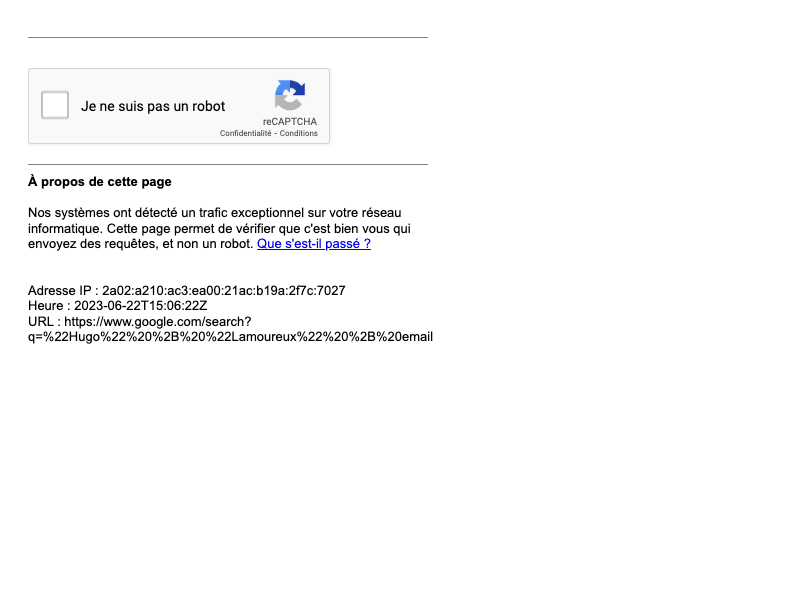 Je ne suis pas un robot
reCAPTCHA
Confidentialité - Conditions
À propos de cette page
Nos systèmes ont détecté un trafic exceptionnel sur votre réseau
informatique. Cette page permet de vérifier que c'est bien vous qui
envoyez des requêtes, et non un robot. Que s'est-il passé ?
Adresse IP : 2a02:a210:ac3:ea00:21ac:b19a:2f7c:7027
Heure : 2023-06-22T15:06:22Z
URL : https://www.google.com/search?
q=%22Hugo%22%20%2B%20%22Lamoureux%22%20%2B%20email